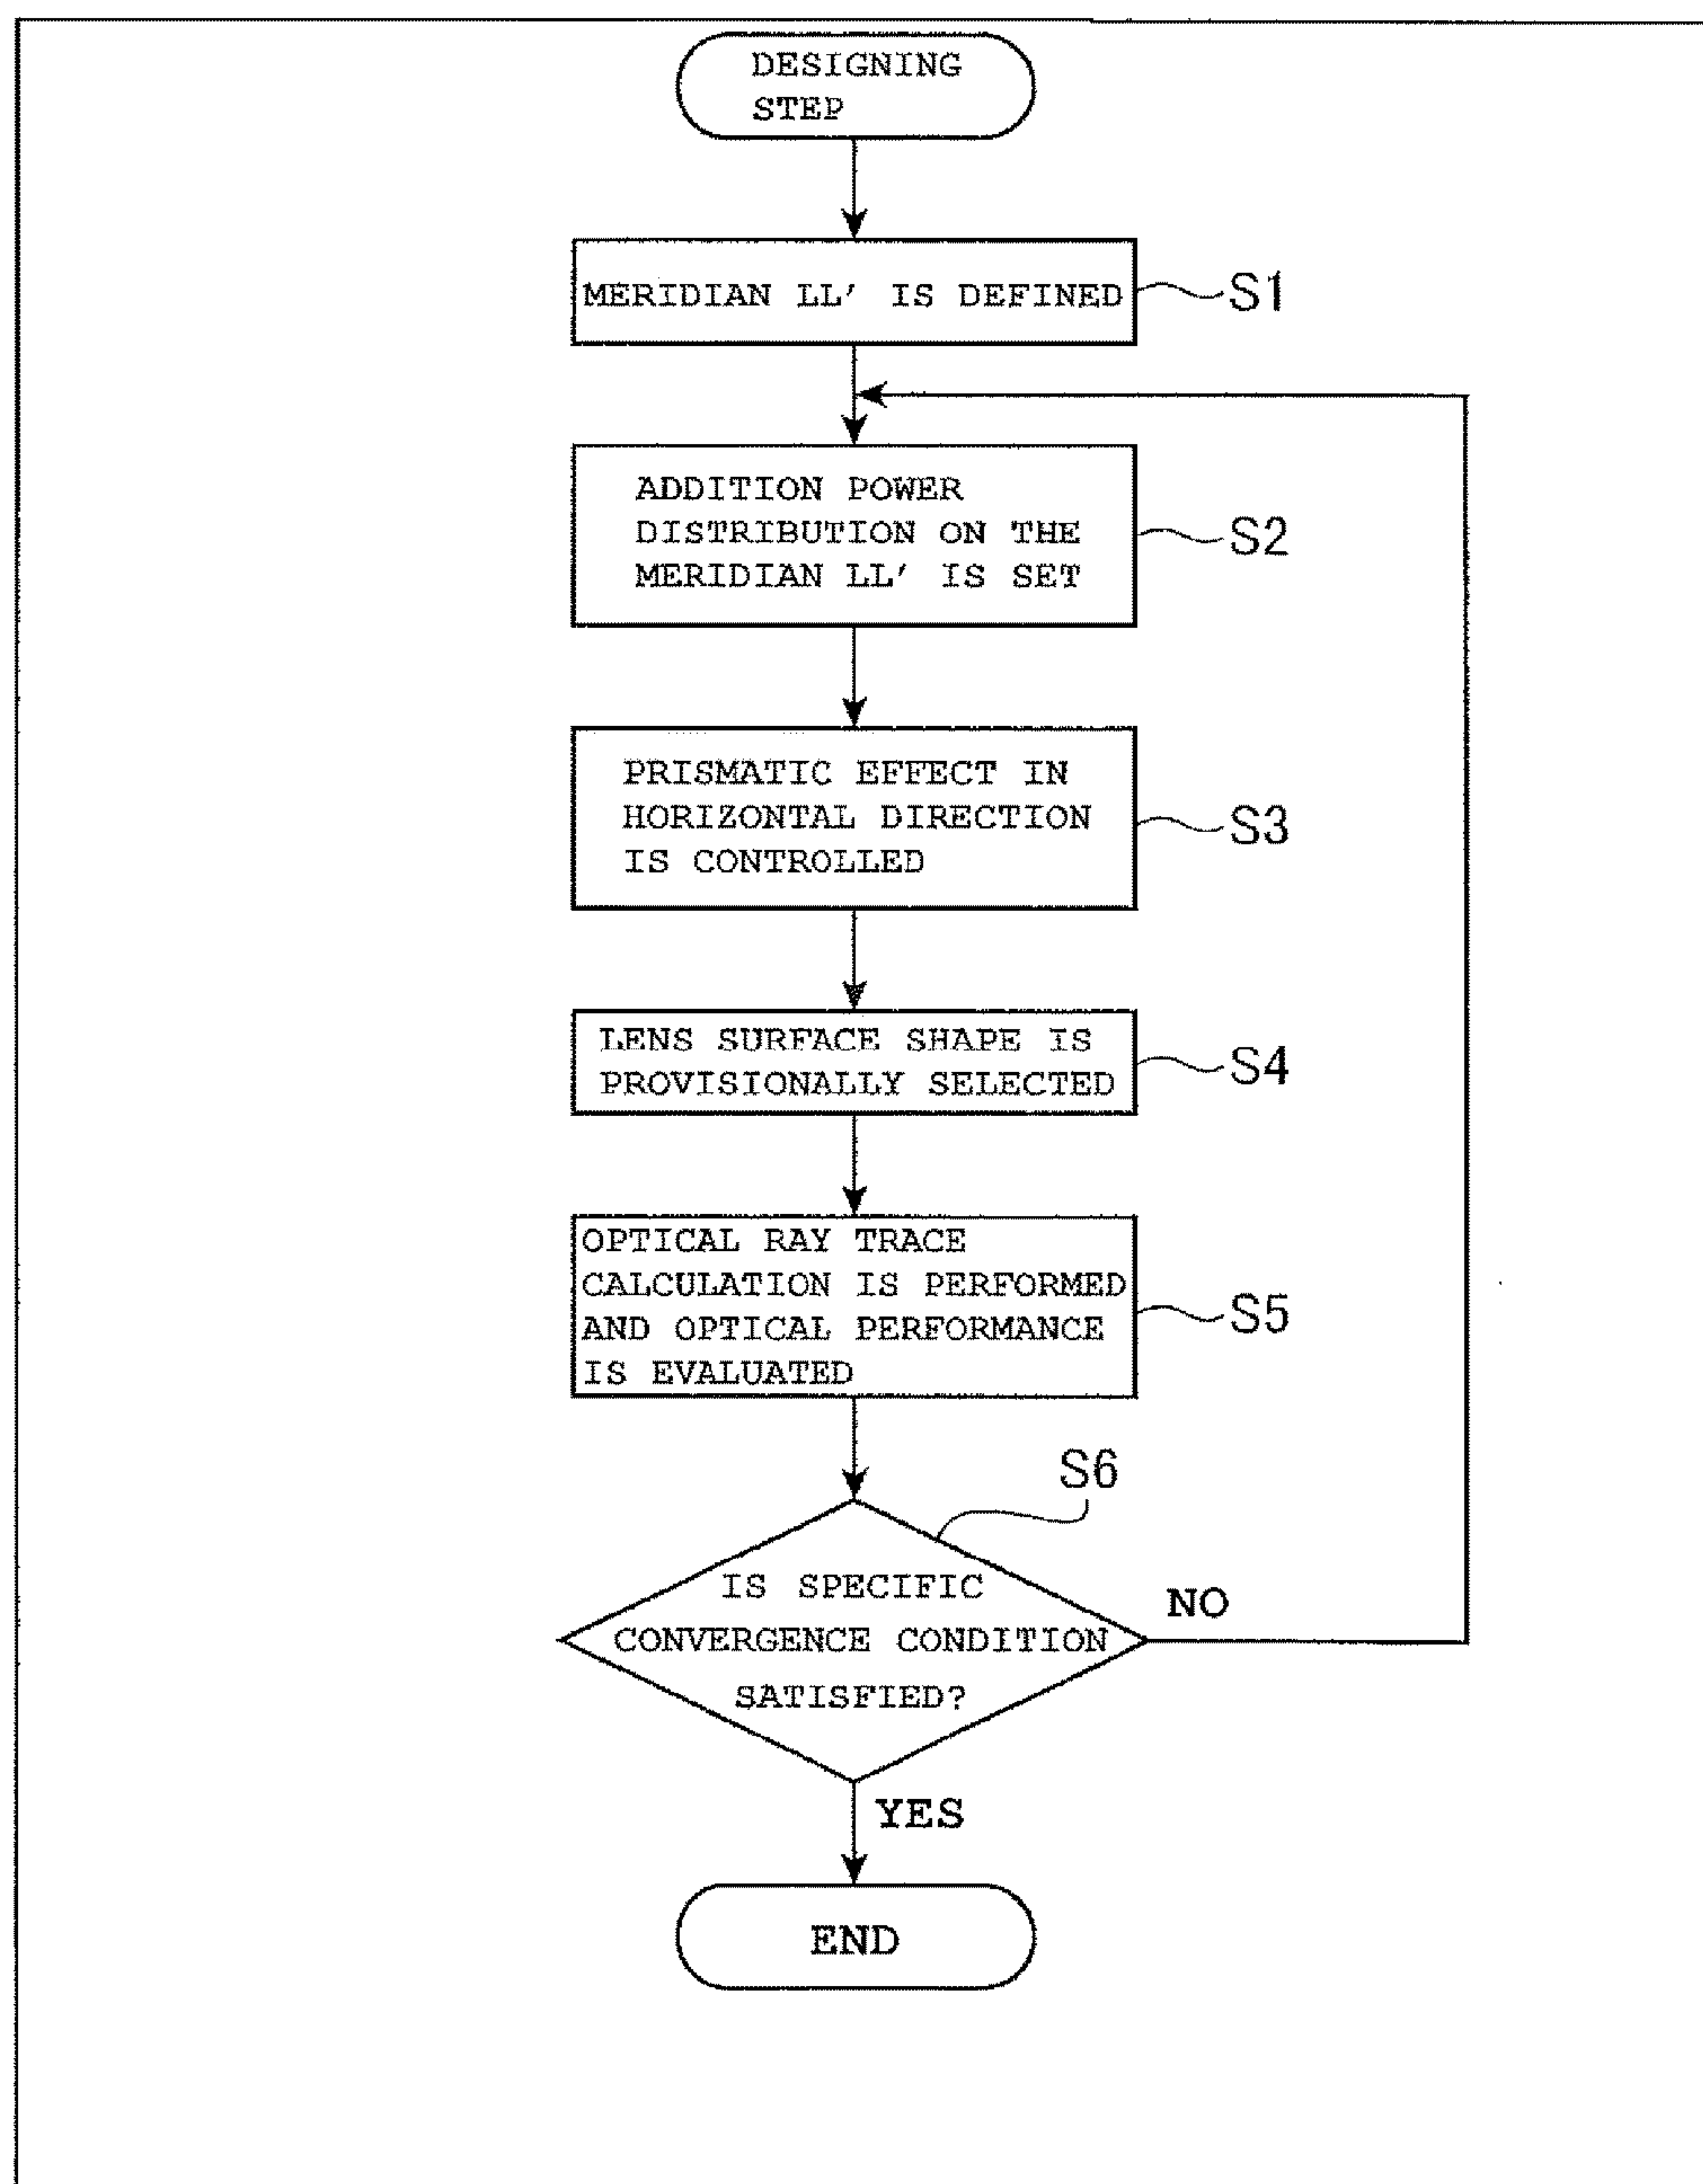 DESIGNING
STEP
MERIDIAN LL' IS DEFINED
S1
ADDITION POWER
DISTRIBUTION ON THE
MERIDIAN LL' IS SET
S2
PRISMATIC EFFECT IN
HORIZONTAL DIRECTION
IS CONTROLLED
S3
LENS SURFACE SHAPE IS
PROVISIONALLY SELECTED
S4
OPTICAL RAY TRACE
CALCULATION IS PERFORMED
AND OPTICAL PERFORMANCE
IS EVALUATED
S5
S6
IS SPECIFIC
CONVERGENCE CONDITION
SATISFIED?
NO
YES
END